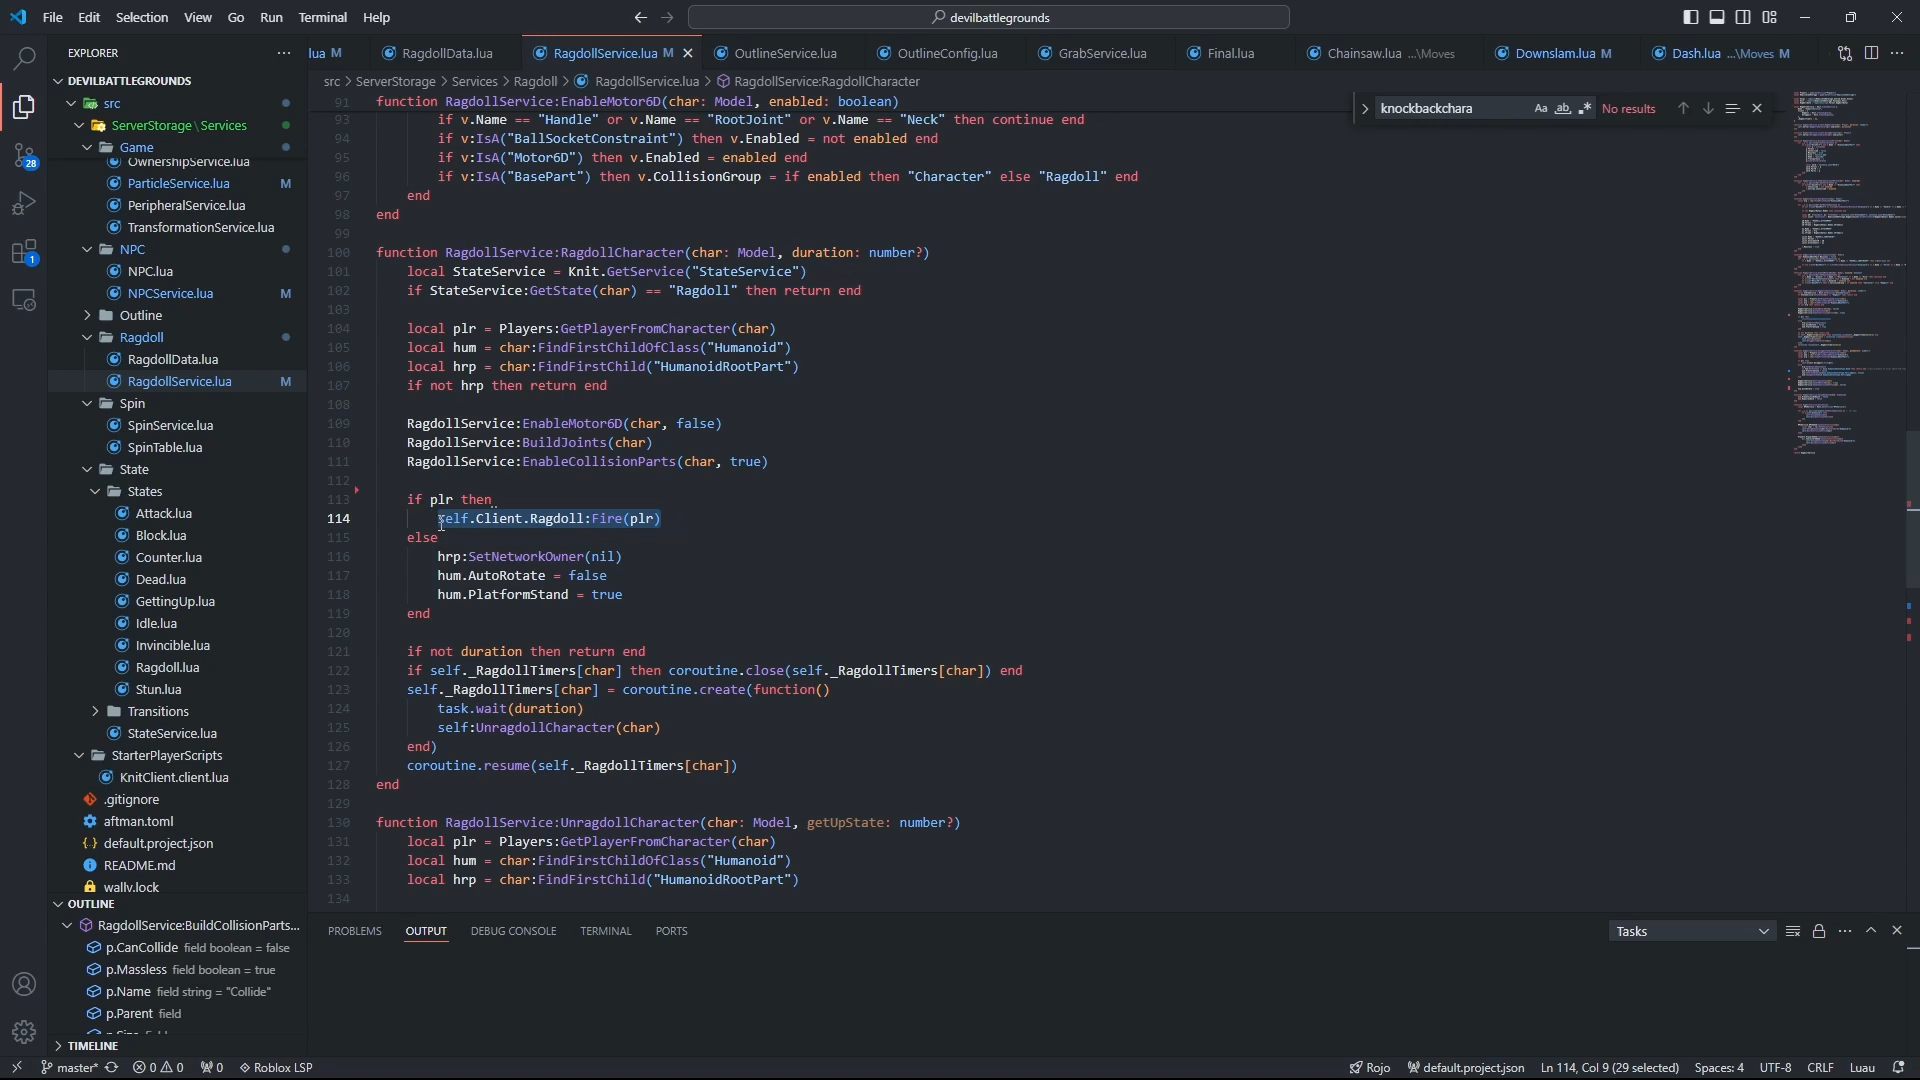 File Edit Selection View Go Run Terminal Help
devilbattlegrounds
EXPLORER
lua M
RagdollData.lua
RagdollService.lua M
OutlineService.lua
OutlineConfig.lua
GrabService.lua
Final.lua
Chainsaw.lua ...\Moves
Downslam.lua M
Dash.lua ...\Moves M
src > ServerStorage > Services > Ragdoll > RagdollService.lua > RagdollService:RagdollCharacter
knockbackchara
Aa ab
No results
DEVILBATTLEGROUNDS
src
ServerStorage\Services
Game
OwnershipService.lua
ParticleService.lua M
PeripheralService.lua
TransformationService.lua
NPC
NPC.lua
NPCService.lua M
Outline
Ragdoll
RagdollData.lua
RagdollService.lua M
Spin
SpinService.lua
SpinTable.lua
State
States
Attack.lua
Block.lua
Counter.lua
Dead.lua
GettingUp.lua
Idle.lua
Invincible.lua
Ragdoll.lua
Stun.lua
Transitions
StateService.lua
StarterPlayerScripts
KnitClient.client.lua
.gitignore
aftman.toml
default.project.json
README.md
wally.lock
OUTLINE
RagdollService:BuildCollisionParts...
p.CanCollide field boolean = false
p.Massless field boolean = true
p.Name field string = "Collide"
p.Parent field
TIMELINE
28
1
91 function RagdollService:EnableMotor6D(char: Model, enabled: boolean)
93 if v.Name == "Handle" or v.Name == "RootJoint" or v.Name == "Neck" then continue end
94 if v:IsA("BallSocketConstraint") then v.Enabled = not enabled end
95 if v:IsA("Motor6D") then v.Enabled = enabled end
96 if v:IsA("BasePart") then v.CollisionGroup = if enabled then "Character" else "Ragdoll" end
97 end
98 end
99
100 function RagdollService:RagdollCharacter(char: Model, duration: number?)
101 local StateService = Knit.GetService("StateService")
102 if StateService:GetState(char) == "Ragdoll" then return end
103
104 local plr = Players:GetPlayerFromCharacter(char)
105 local hum = char:FindFirstChildOfClass("Humanoid")
106 local hrp = char:FindFirstChild("HumanoidRootPart")
107 if not hrp then return end
108
109 RagdollService:EnableMotor6D(char, false)
110 RagdollService:BuildJoints(char)
111 RagdollService:EnableCollisionParts(char, true)
112
113 if plr then
114 self.Client.Ragdoll:Fire(plr)
115 else
116 hrp:SetNetworkOwner(nil)
117 hum.AutoRotate = false
118 hum.PlatformStand = true
119 end
120
121 if not duration then return end
122 if self._RagdollTimers[char] then coroutine.close(self._RagdollTimers[char]) end
123 self._RagdollTimers[char] = coroutine.create(function()
124 task.wait(duration)
125 self:UnragdollCharacter(char)
126 end)
127 coroutine.resume(self._RagdollTimers[char])
128 end
129
130 function RagdollService:UnragdollCharacter(char: Model, getUpState: number?)
131 local plr = Players:GetPlayerFromCharacter(char)
132 local hum = char:FindFirstChildOfClass("Humanoid")
133 local hrp = char:FindFirstChild("HumanoidRootPart")
134
PROBLEMS OUTPUT DEBUG CONSOLE TERMINAL PORTS
Tasks
master* 0 0 0 Roblox LSP
Rojo default.project.json Ln 114, Col 9 (29 selected) Spaces: 4 UTF-8 CRLF Luau